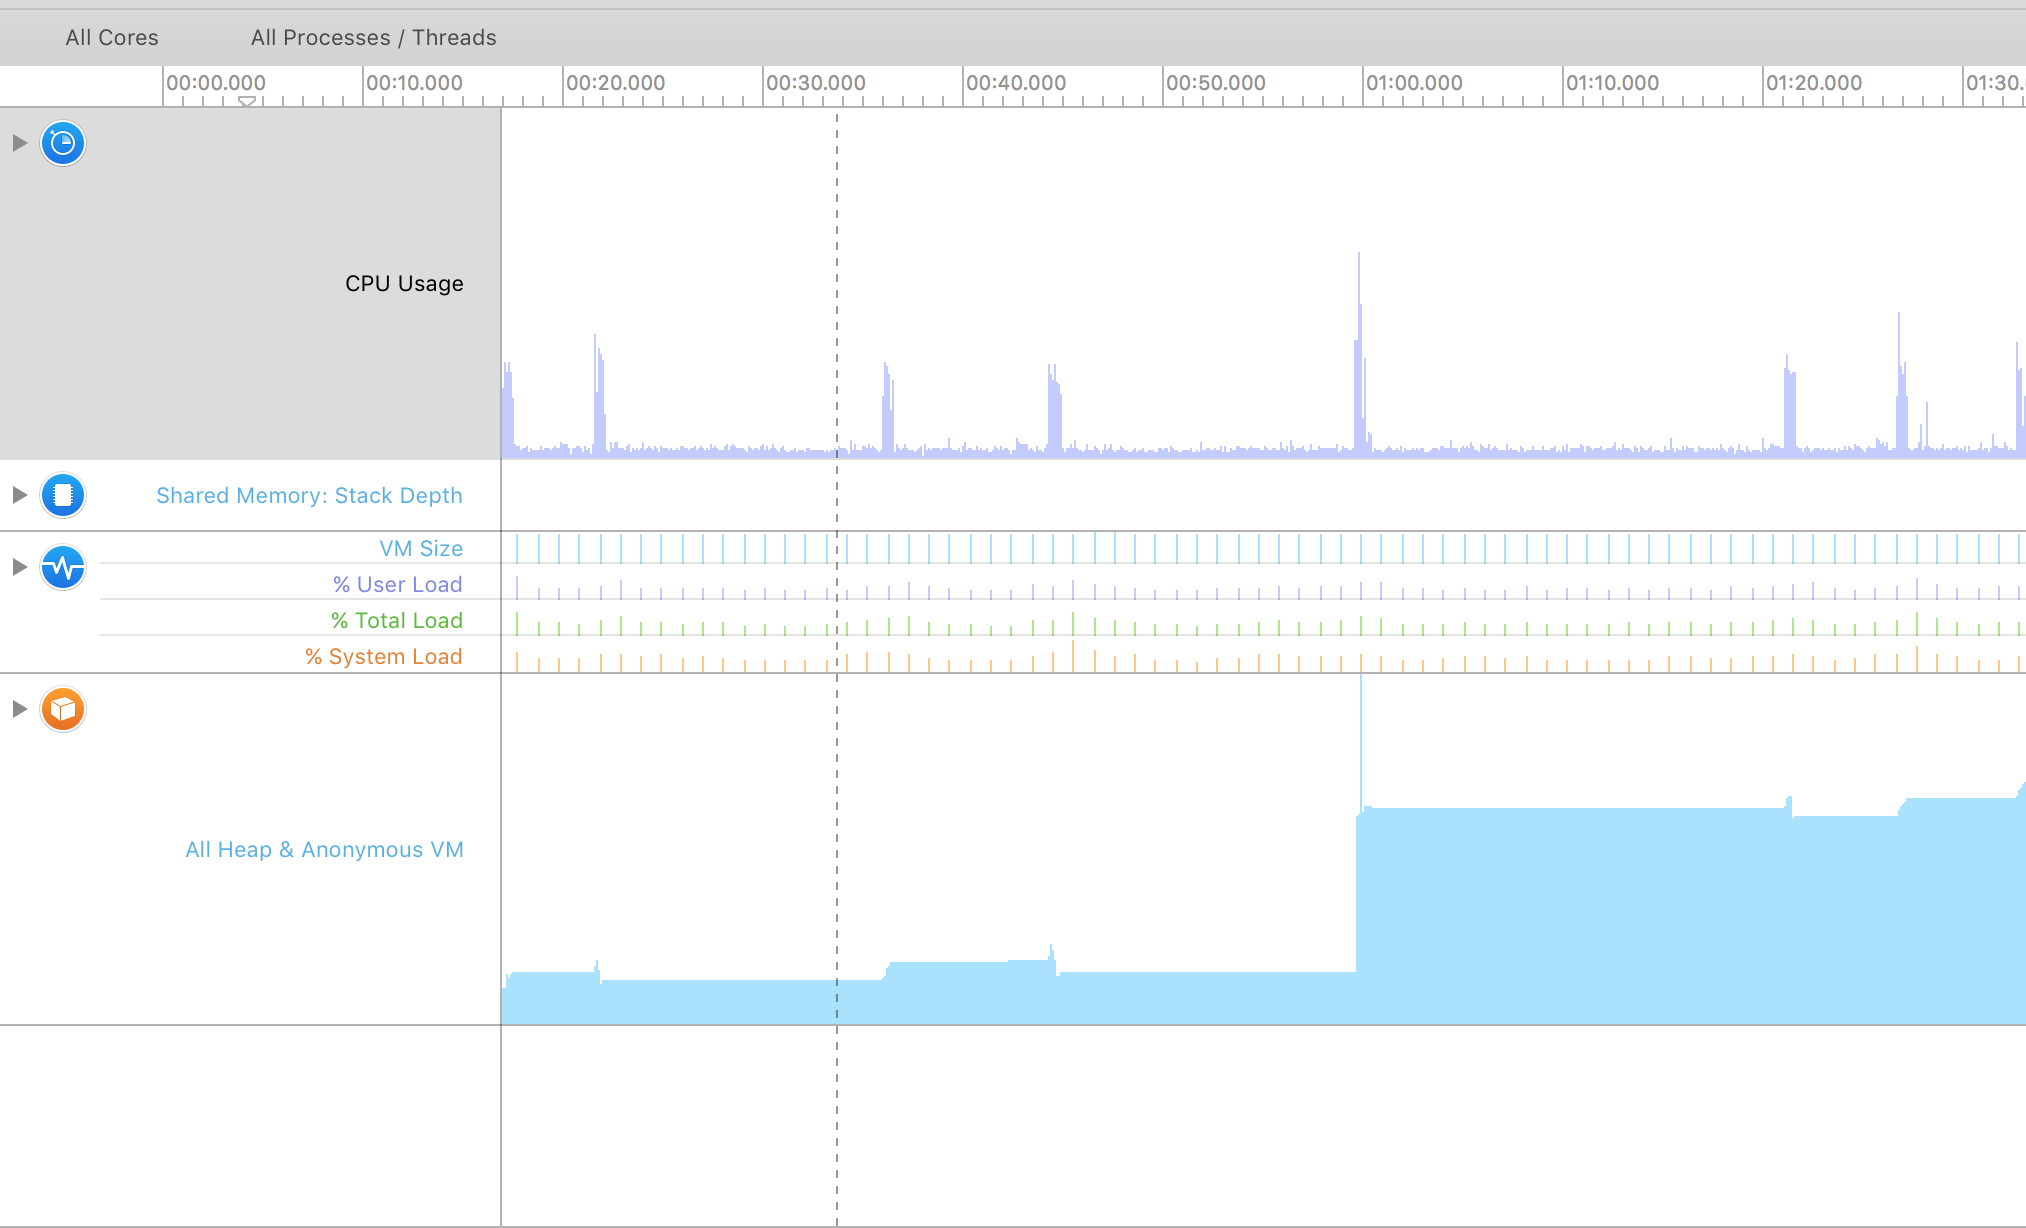 All Cores All Processes / Threads
00:00.000 00:10.000 00:20.000 00:30.000 00:40.000 00:50.000 01:00.000 01:10.000 01:20.000 01:30.
CPU Usage
Shared Memory: Stack Depth
VM Size
% User Load
% Total Load
% System Load
All Heap & Anonymous VM